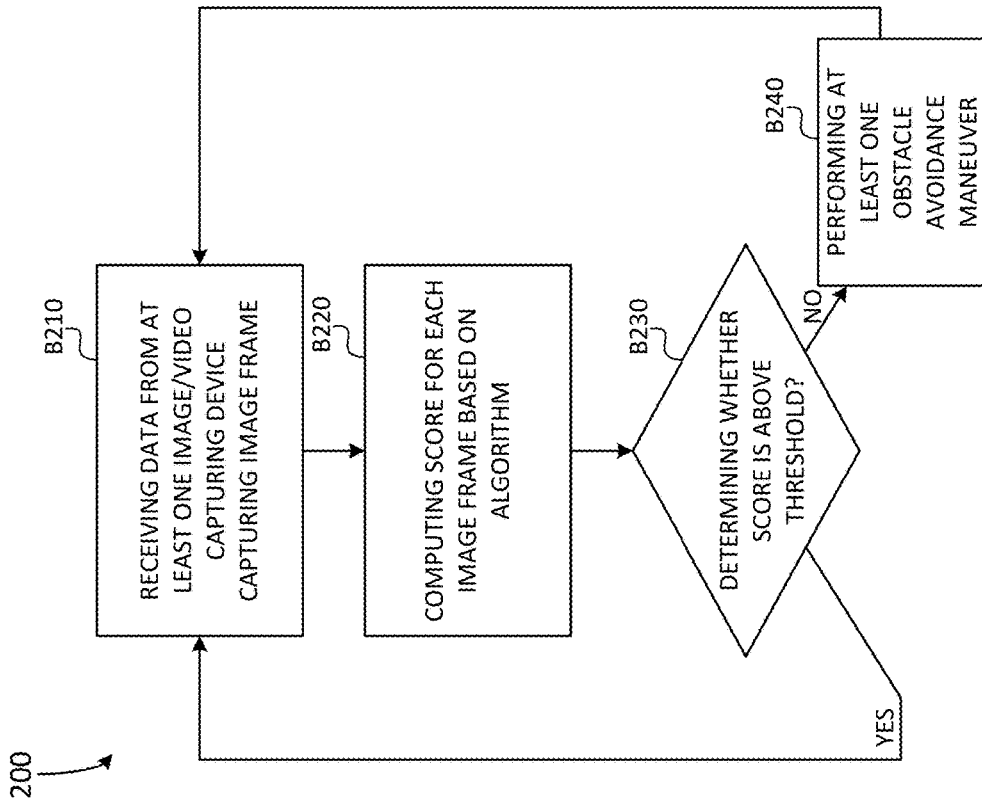 200
B210
RECEIVING DATA FROM AT
LEAST ONE IMAGE/VIDEO
CAPTURING DEVICE
CAPTURING IMAGE FRAME
B220
COMPUTING SCORE FOR EACH
IMAGE FRAME BASED ON
ALGORITHM
B230
DETERMINING WHETHER
SCORE IS ABOVE
THRESHOLD?
YES
NO
B240
PERFORMING AT
LEAST ONE
OBSTACLE
AVOIDANCE
MANEUVER